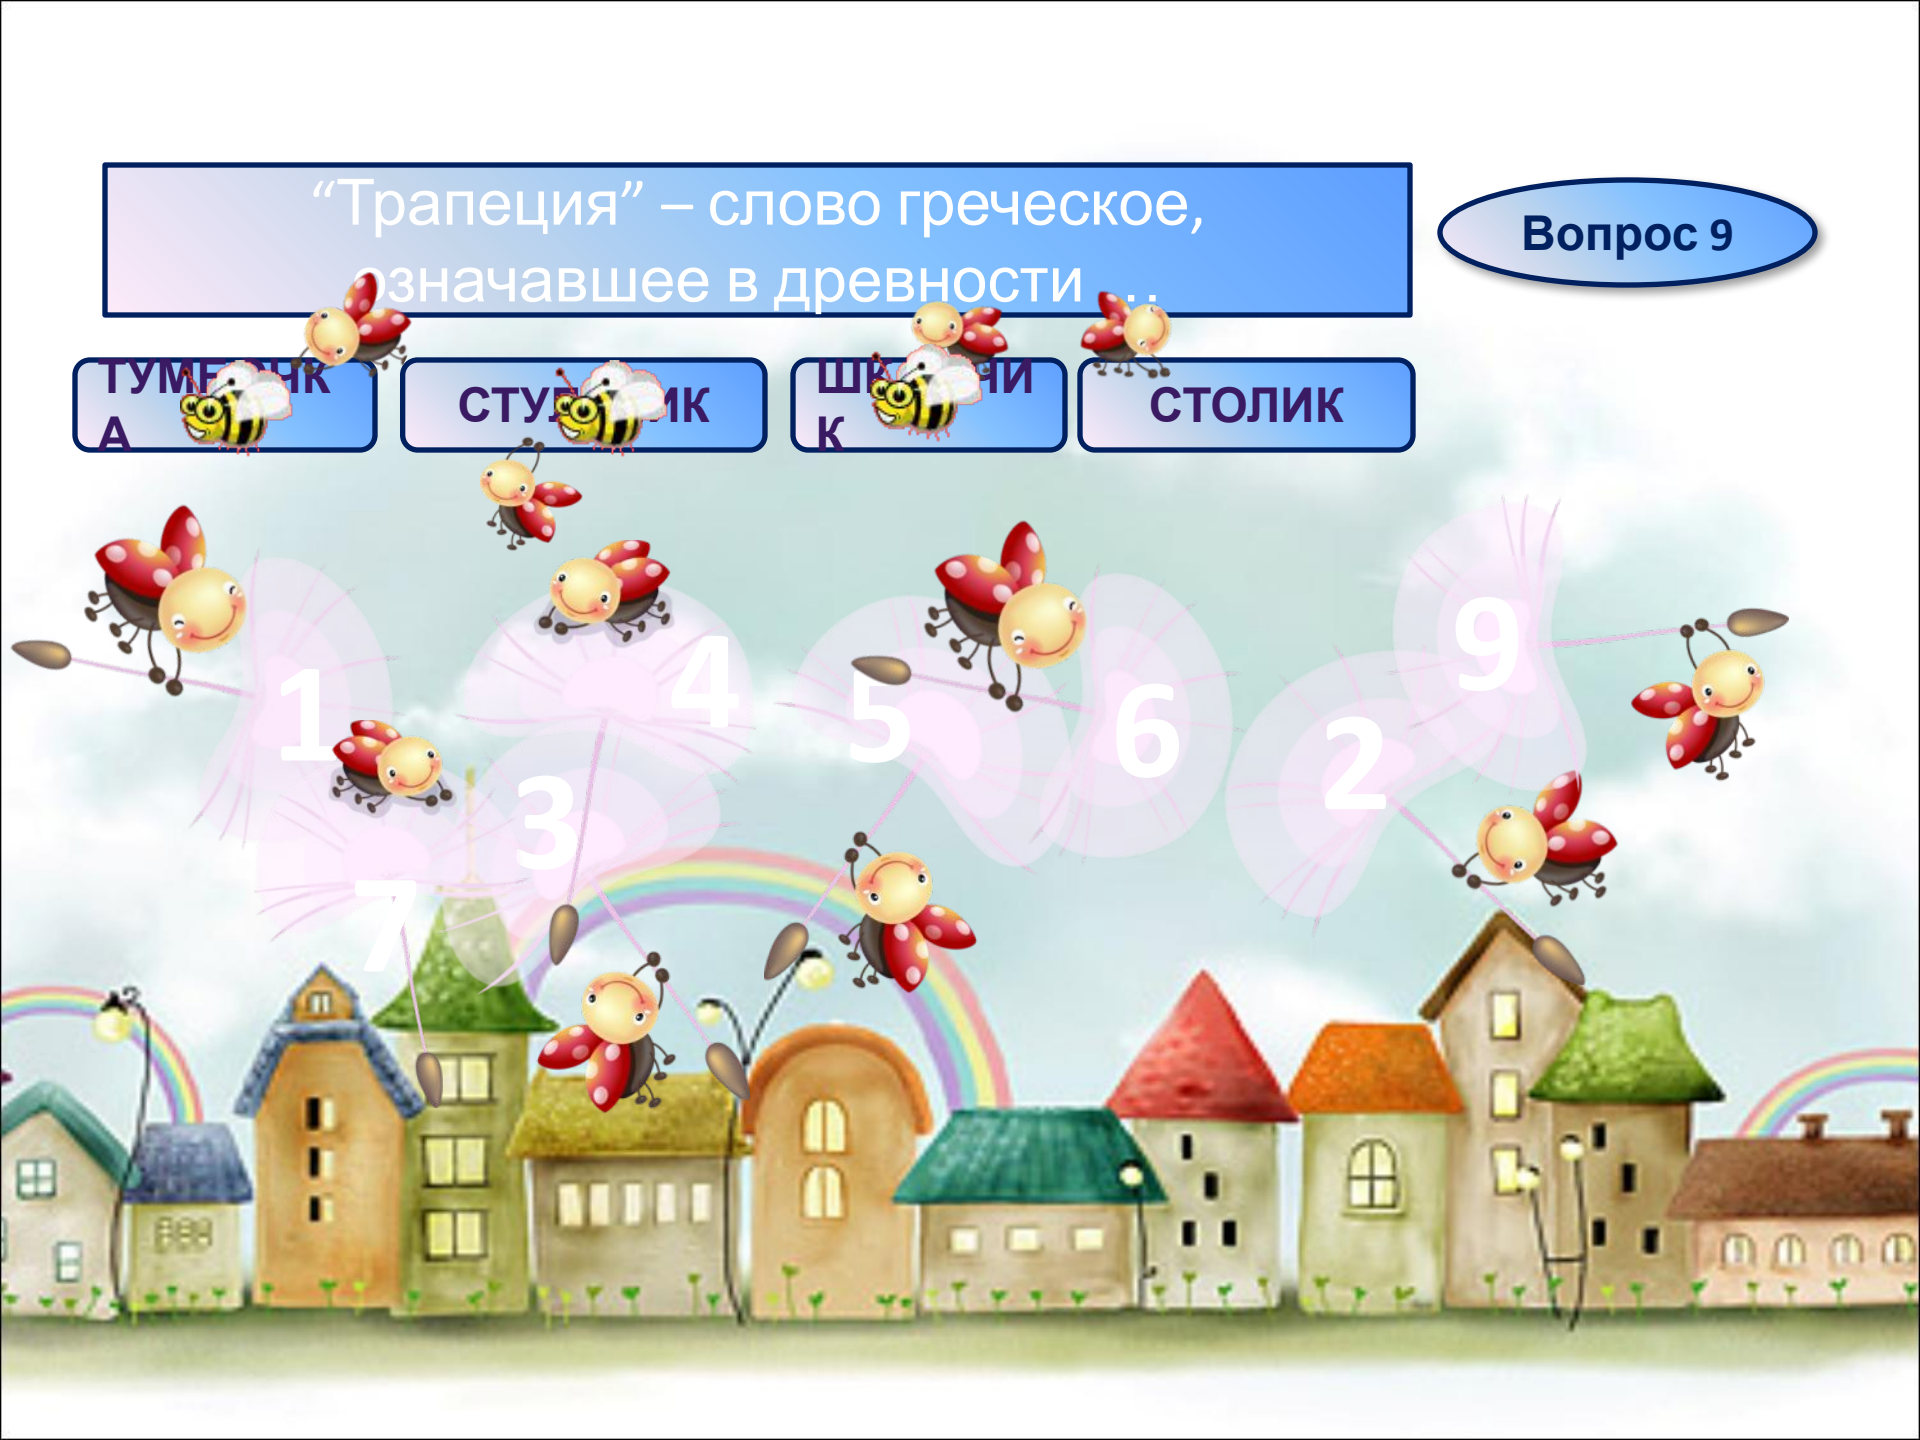 “Трапеция” – слово греческое,
означавшее в древности …
Вопрос 9
СТОЛИК
1
4
5
6
2
9
3
7